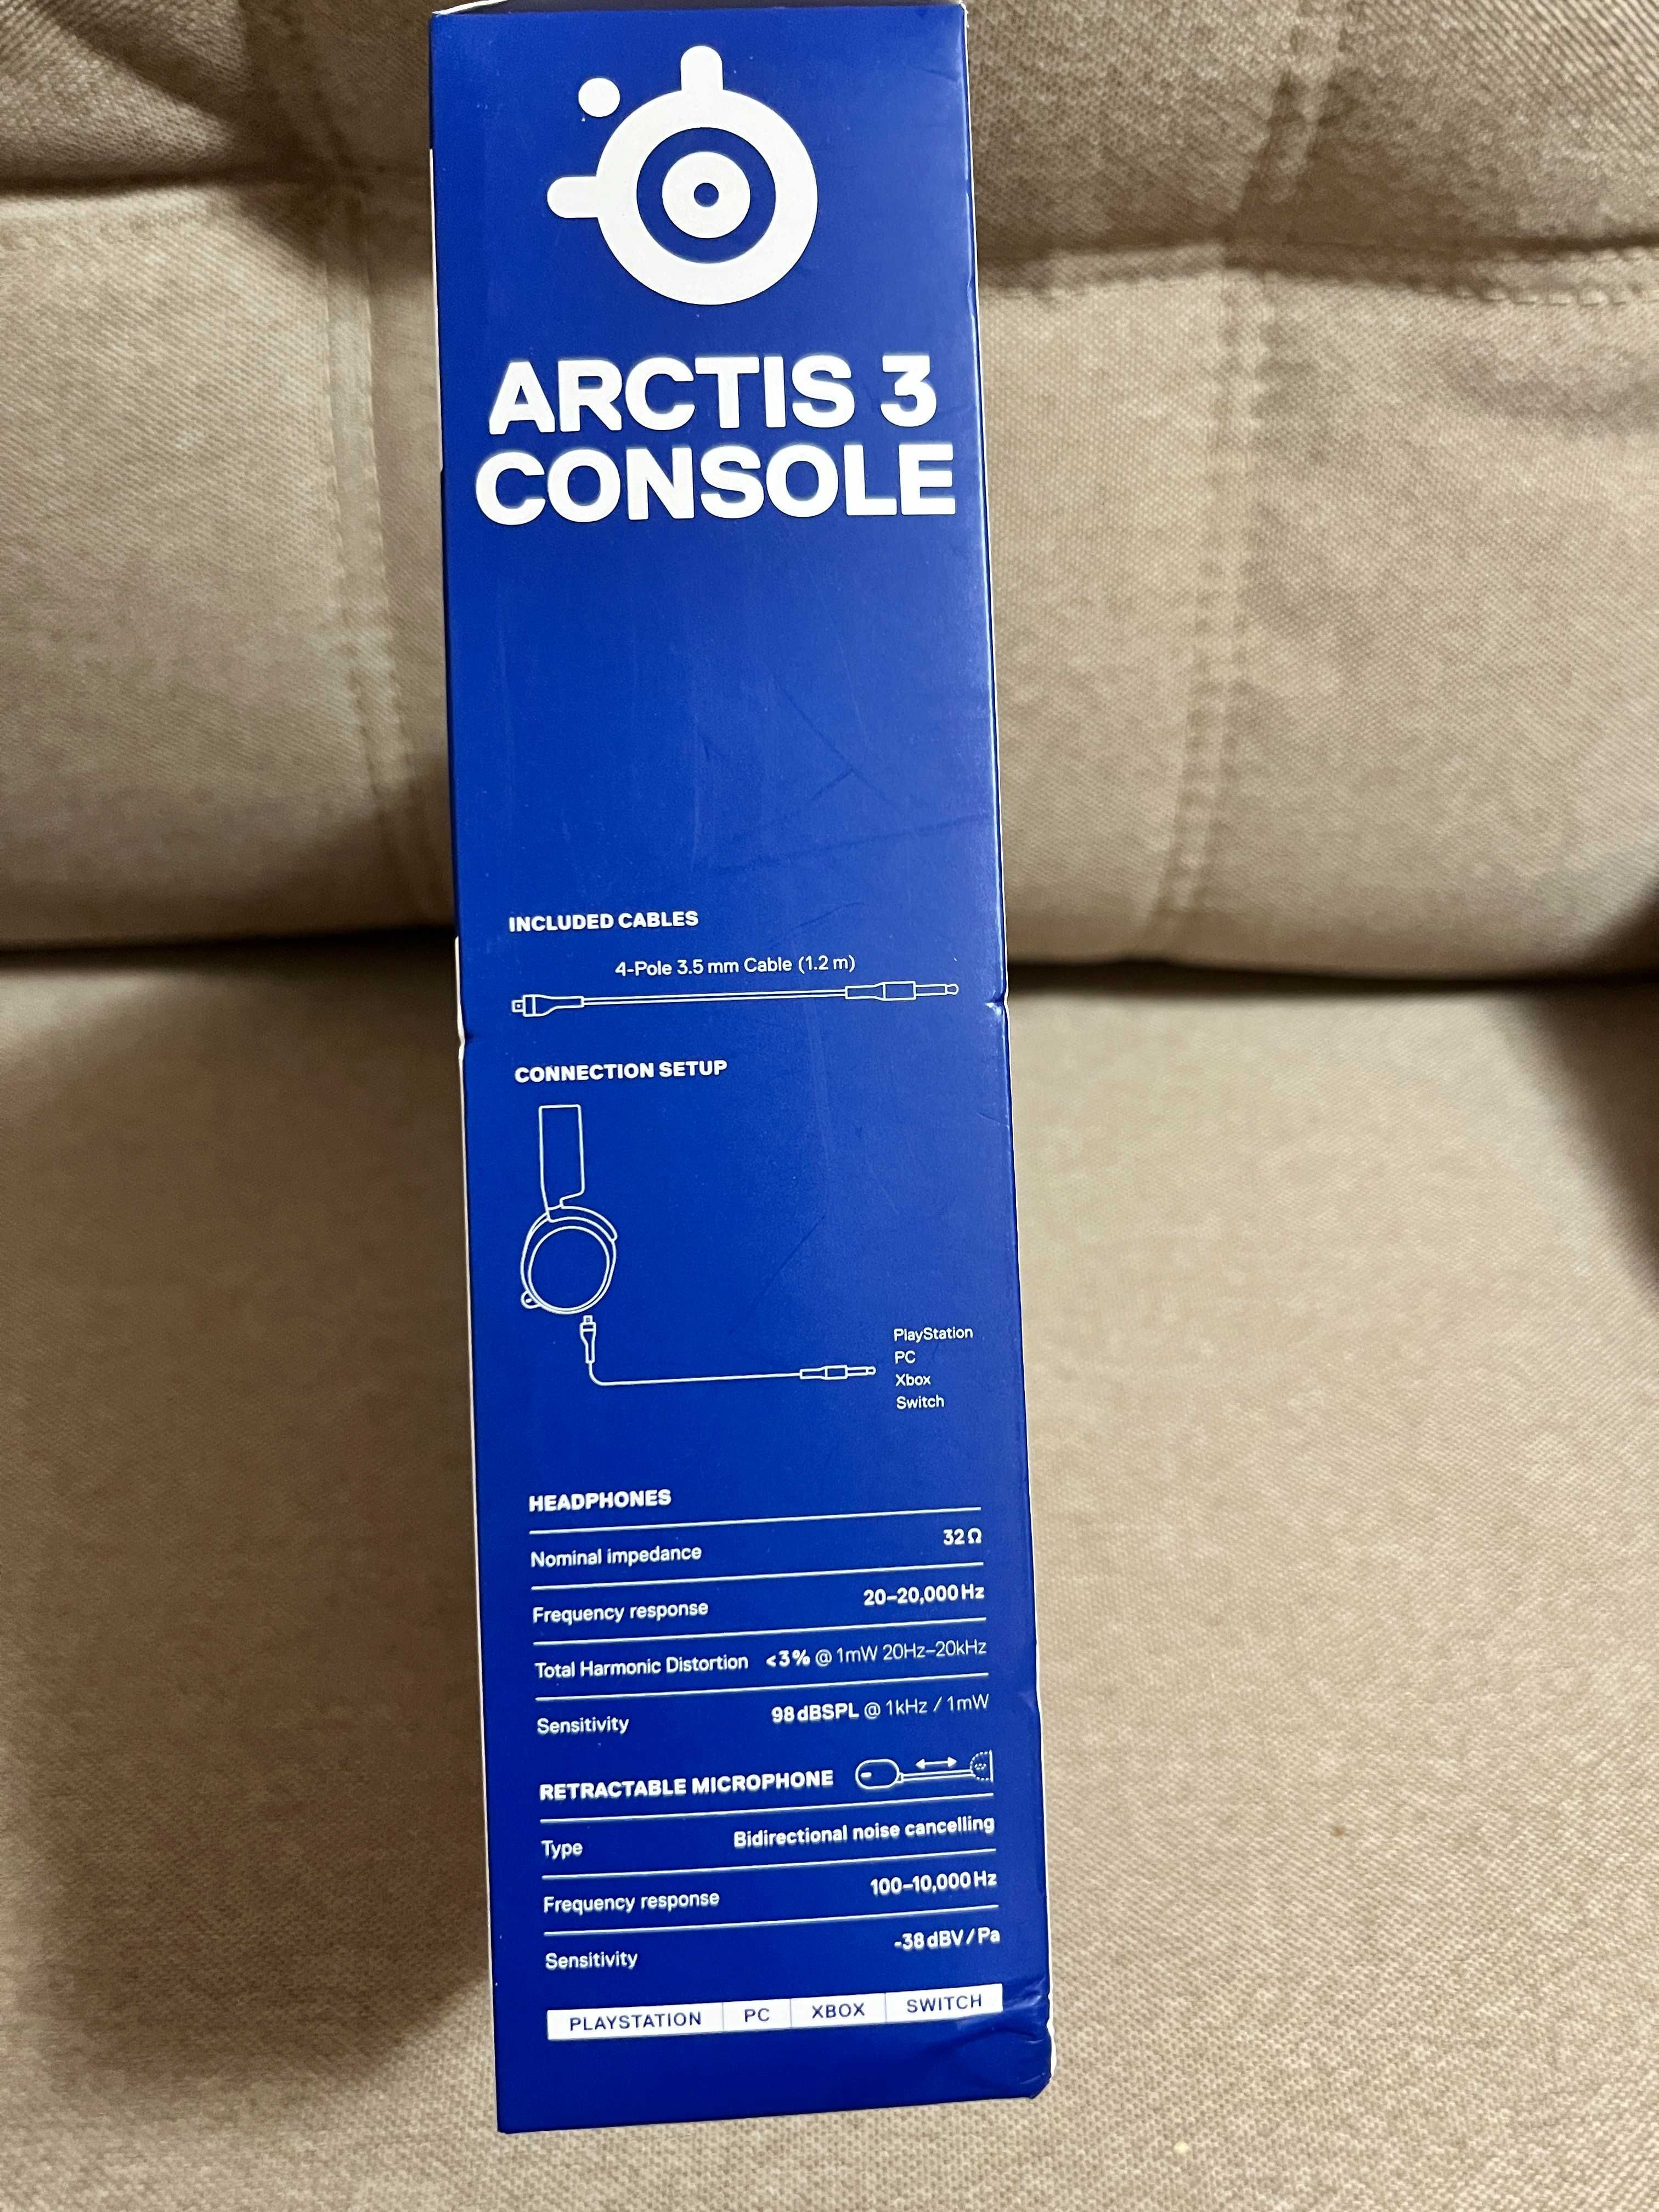 ARCTIS 3
CONSOLE
INCLUDED CABLES
4-Pole 3.5 mm Cable (1.2 m)
CONNECTION SETUP
PlayStation
PC
Xbox
Switch
HEADPHONES
Nominal impedance 32 Ω
Frequency response 20–20,000 Hz
Total Harmonic Distortion <3% @ 1mW 20Hz–20kHz
Sensitivity 98 dBSPL @ 1kHz / 1mW
RETRACTABLE MICROPHONE
Type Bidirectional noise cancelling
Frequency response 100–10,000 Hz
Sensitivity -38 dBV / Pa
PLAYSTATION PC XBOX SWITCH